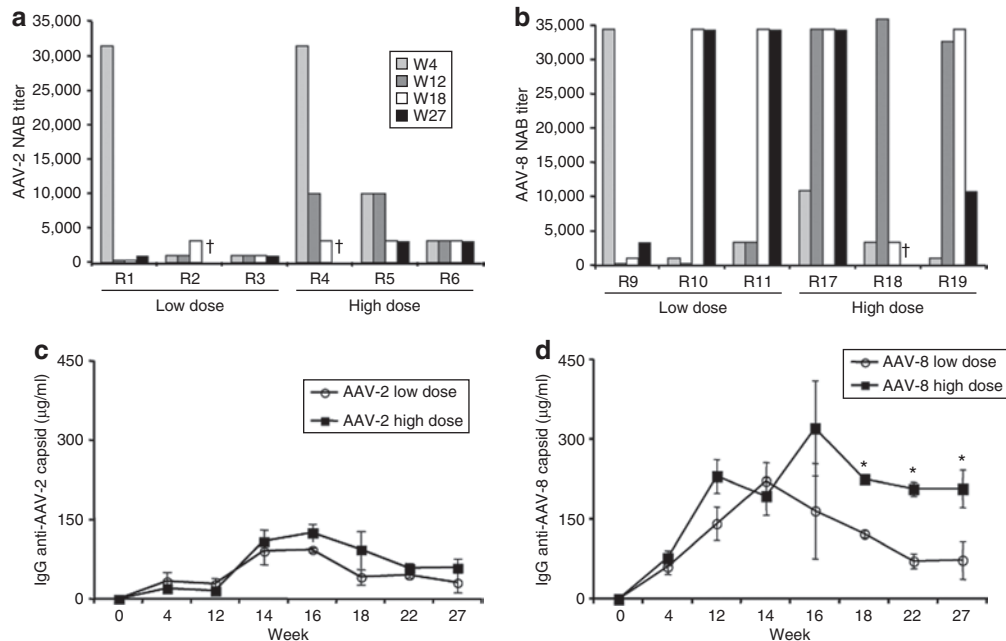 a
35,000
30,000
25,000
20,000
15,000
10,000
5,000
0
AAV-2 NAB titer
W4
W12
W18
W27
†
†
R1 R2 R3 R4 R5 R6
Low dose High dose
b
35,000
30,000
25,000
20,000
15,000
10,000
5,000
0
AAV-8 NAB titer
†
R9 R10 R11 R17 R18 R19
Low dose High dose
c
450
300
150
0
IgG anti-AAV-2 capsid (µg/ml)
AAV-2 low dose
AAV-2 high dose
0 4 12 14 16 18 22 27
Week
d
450
300
150
0
IgG anti-AAV-8 capsid (µg/ml)
AAV-8 low dose
AAV-8 high dose
* * *
0 4 12 14 16 18 22 27
Week